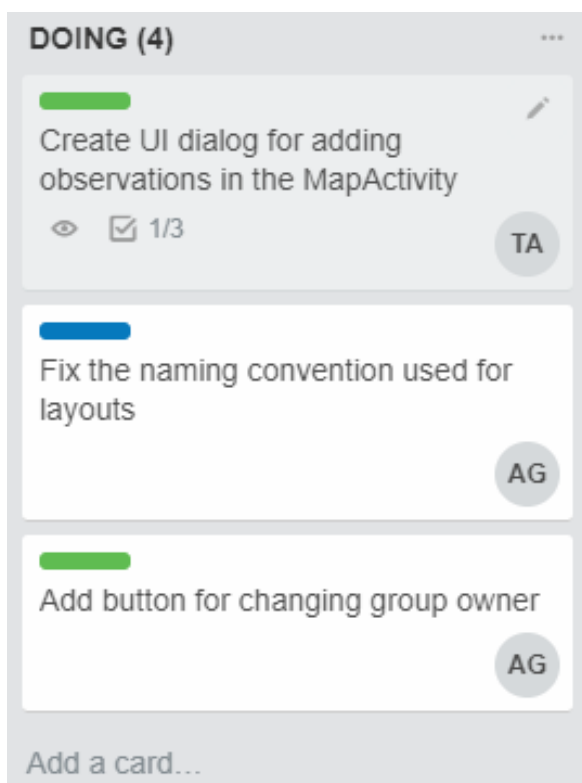 DOING (4)
Create UI dialog for adding
observations in the MapActivity
1/3
TA
Fix the naming convention used for
layouts
AG
Add button for changing group owner
AG
Add a card...